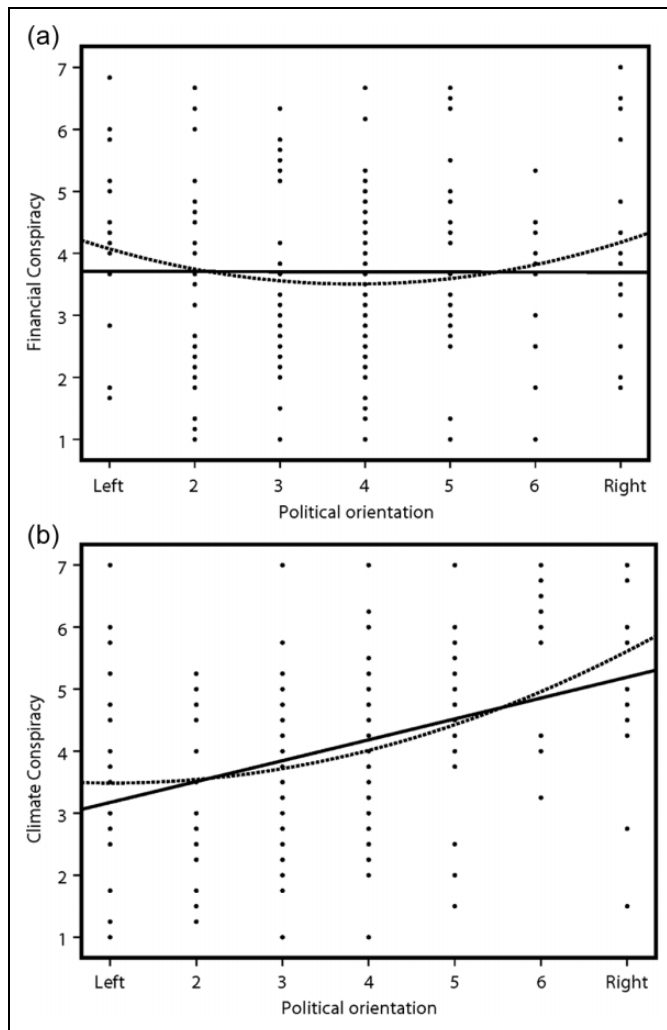 (a)
7
6
5
4
3
2
1
Financial Conspiracy
Left 2 3 4 5 6 Right
Political orientation
(b)
7
6
5
4
3
2
1
Climate Conspiracy
Left 2 3 4 5 6 Right
Political orientation